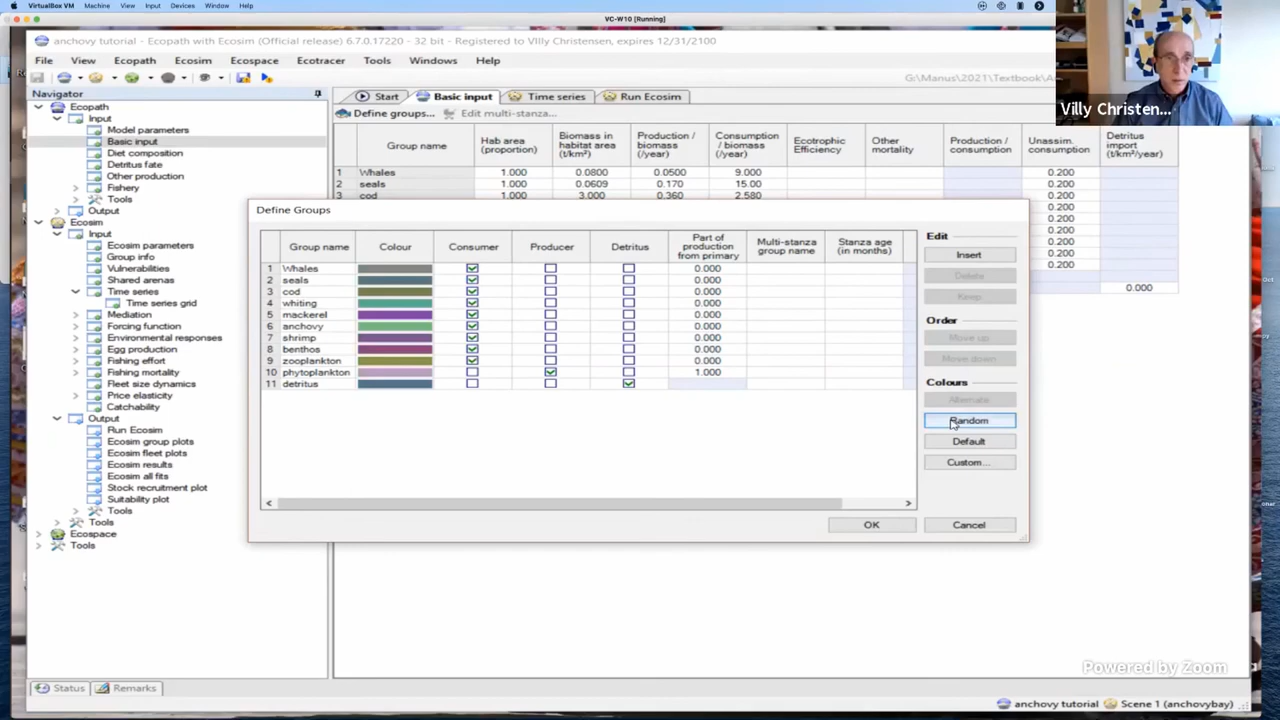 VirtualBox VM Machine View Input Devices Window Help
VC-W10 [Running]
anchovy tutorial - Ecopath with Ecosim (Official release) 6.7.0.17220 - 32 bit - Registered to Villy Christensen, expires 12/31/2100
File View Ecopath Ecosim Ecospace Ecotracer Tools Windows Help
G:\Manus\2021\Textbook\A
Villy Christen...
Navigator
Ecopath
Input
Model parameters
Basic input
Diet composition
Detritus fate
Other production
Fishery
Tools
Output
Ecosim
Input
Ecosim parameters
Group info
Vulnerabilities
Shared arenas
Time series
Time series grid
Mediation
Forcing function
Environmental responses
Egg production
Fishing effort
Fishing mortality
Fleet size dynamics
Price elasticity
Catchability
Output
Run Ecosim
Ecosim group plots
Ecosim fleet plots
Ecosim results
Ecosim all fits
Stock recruitment plot
Suitability plot
Tools
Tools
Ecospace
Tools
Start Basic input Time series Run Ecosim
Define groups... Edit multi-stanza...
Group name Hab area (proportion) Biomass in habitat area (t/km²) Production / biomass (/year) Consumption / biomass (/year) Ecotrophic Efficiency Other mortality Production / consumption Unassim. consumption Detritus import (t/km²/year)
1 Whales 1.000 0.0800 0.0500 9.000 0.200
2 seals 1.000 0.0609 0.170 15.00 0.200
3 cod 1.000 3.000 0.360 2.580 0.200
0.200
0.200
0.200
0.200
0.200
0.200
0.000
Define Groups
Group name Colour Consumer Producer Detritus Part of production from primary Multi-stanza group name Stanza age (in months)
1 Whales 0.000
2 seals 0.000
3 cod 0.000
4 whiting 0.000
5 mackerel 0.000
6 anchovy 0.000
7 shrimp 0.000
8 benthos 0.000
9 zooplankton 0.000
10 phytoplankton 1.000
11 detritus
Edit
Insert
Delete
Keep
Order
Move up
Move down
Colours
Alternate
Random
Default
Custom...
OK Cancel
Powered by Zoom
Status Remarks
anchovy tutorial Scene 1 (anchovybay)